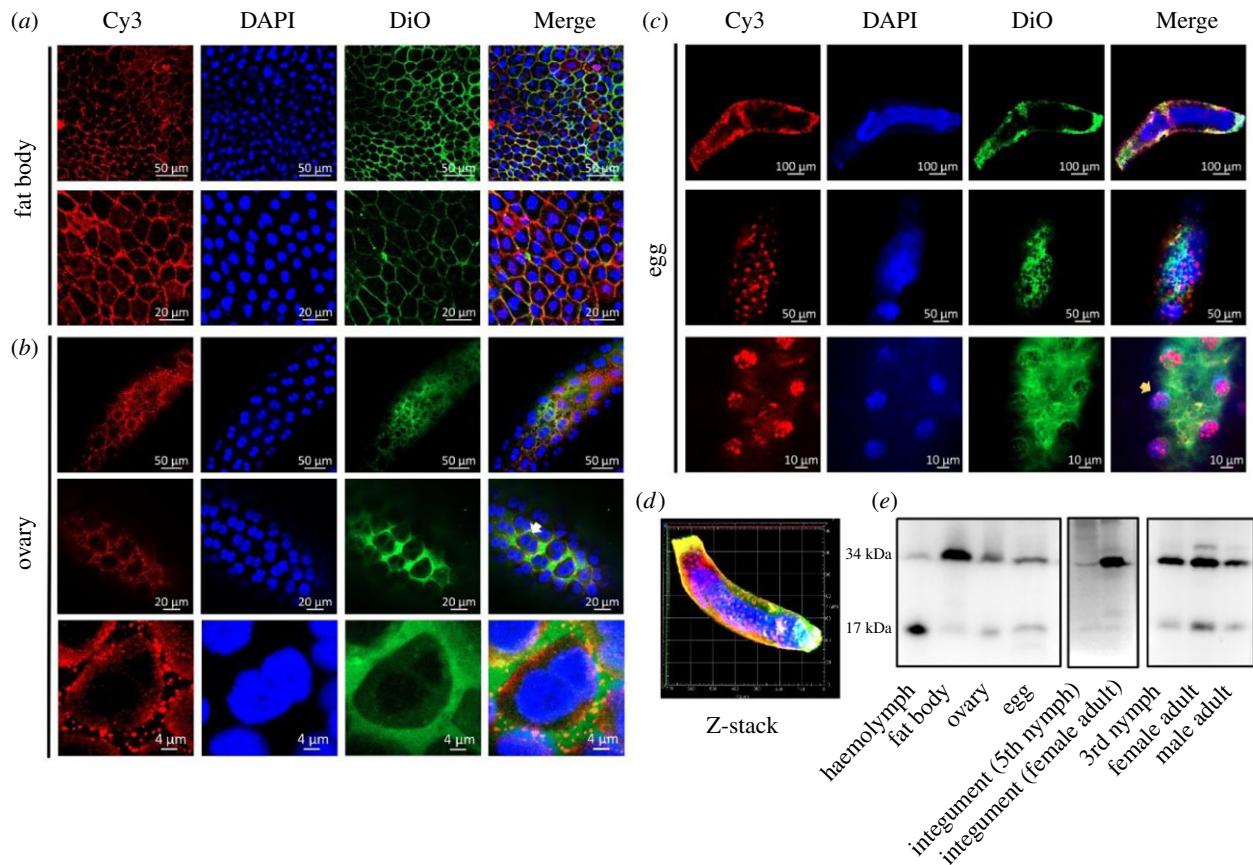 (a) Cy3 DAPI DiO Merge
fat body
50 µm 50 µm 50 µm 50 µm
20 µm 20 µm 20 µm 20 µm
(b)
ovary
50 µm 50 µm 50 µm 50 µm
20 µm 20 µm 20 µm 20 µm
4 µm 4 µm 4 µm 4 µm
(c) Cy3 DAPI DiO Merge
egg
100 µm 100 µm 100 µm 100 µm
50 µm 50 µm 50 µm 50 µm
10 µm 10 µm 10 µm 10 µm
(d)
Z-stack
(e)
34 kDa
17 kDa
haemolymph
fat body
ovary
egg
integument (5th nymph)
integument (female adult)
3rd nymph
female adult
male adult